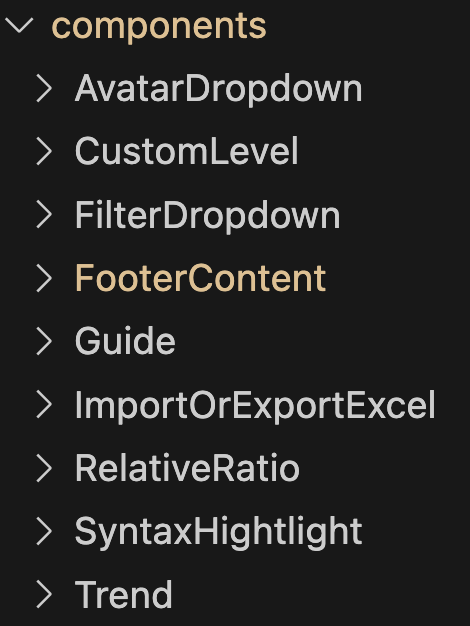 components
AvatarDropdown
CustomLevel
FilterDropdown
FooterContent
Guide
ImportOrExportExcel
RelativeRatio
SyntaxHightlight
Trend